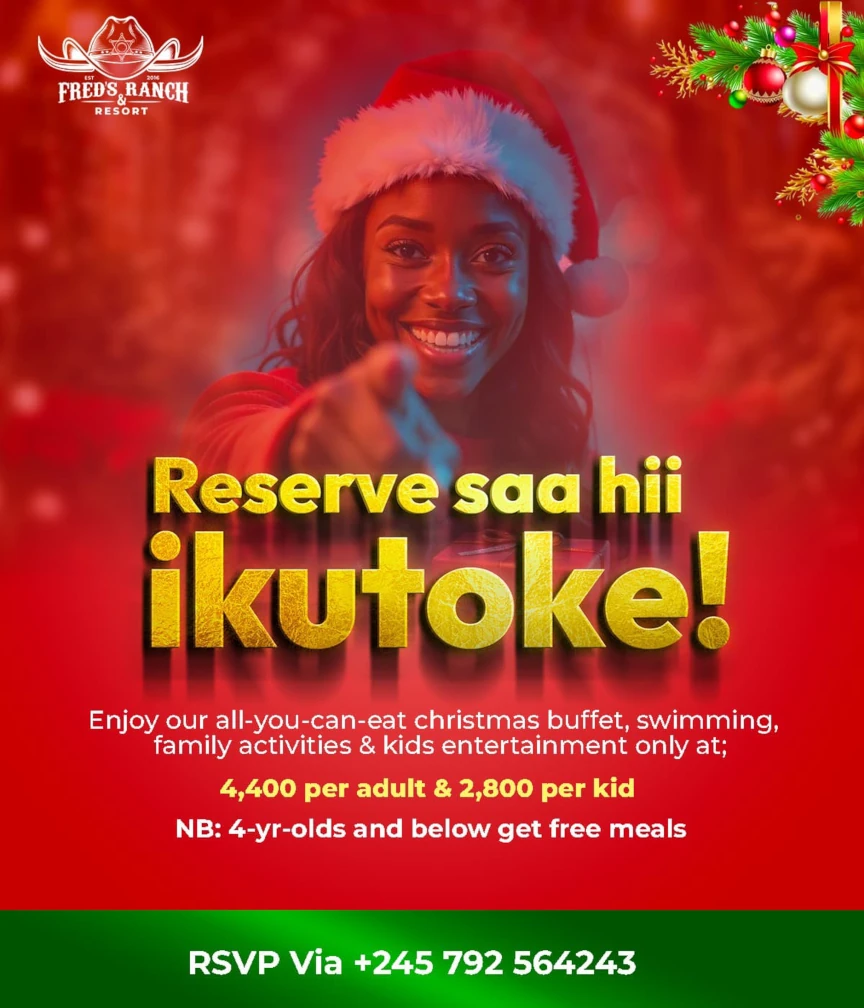 EST 2016
FRED'S RANCH
&
RESORT
Reserve saa hii
ikutoke!
Enjoy our all-you-can-eat christmas buffet, swimming,
family activities & kids entertainment only at;
4,400 per adult & 2,800 per kid
NB: 4-yr-olds and below get free meals
RSVP Via +245 792 564243